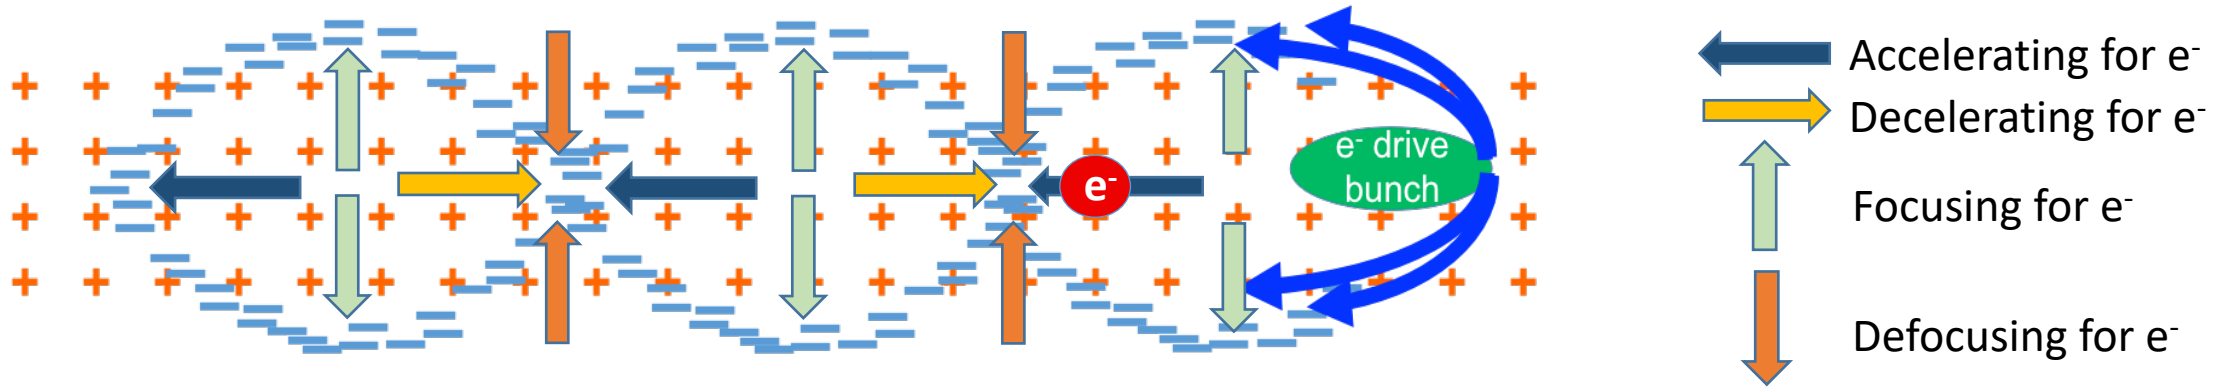 e⁻ drive
bunch
e⁻
Accelerating for e⁻
Decelerating for e⁻
Focusing for e⁻
Defocusing for e⁻